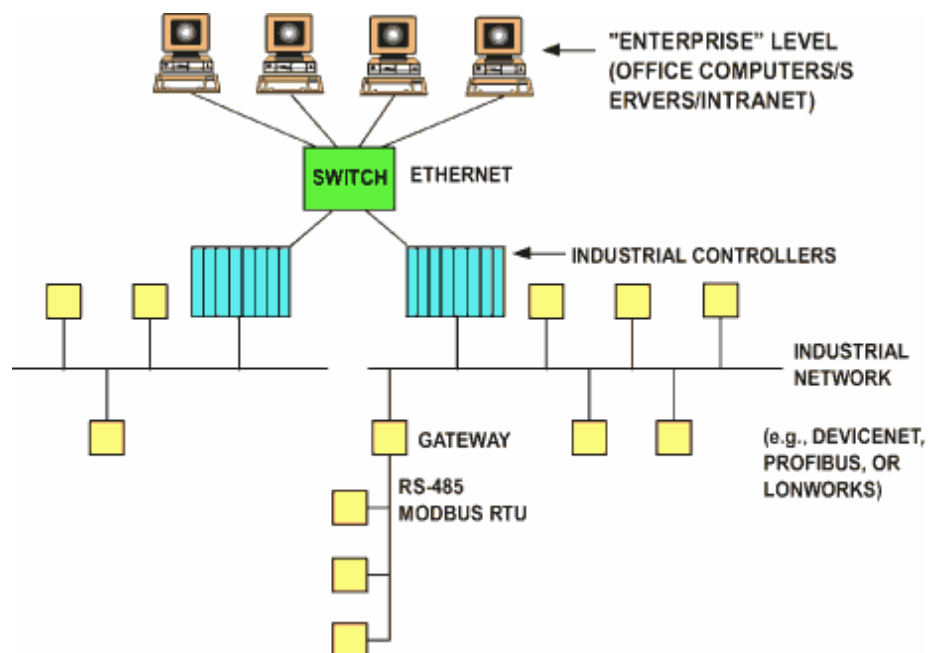 "ENTERPRISE” LEVEL
(OFFICE COMPUTERS/S
ERVERS/INTRANET)
SWITCH
ETHERNET
INDUSTRIAL CONTROLLERS
INDUSTRIAL
NETWORK
GATEWAY
(e.g., DEVICENET,
PROFIBUS, OR
LONWORKS)
RS-485
MODBUS RTU